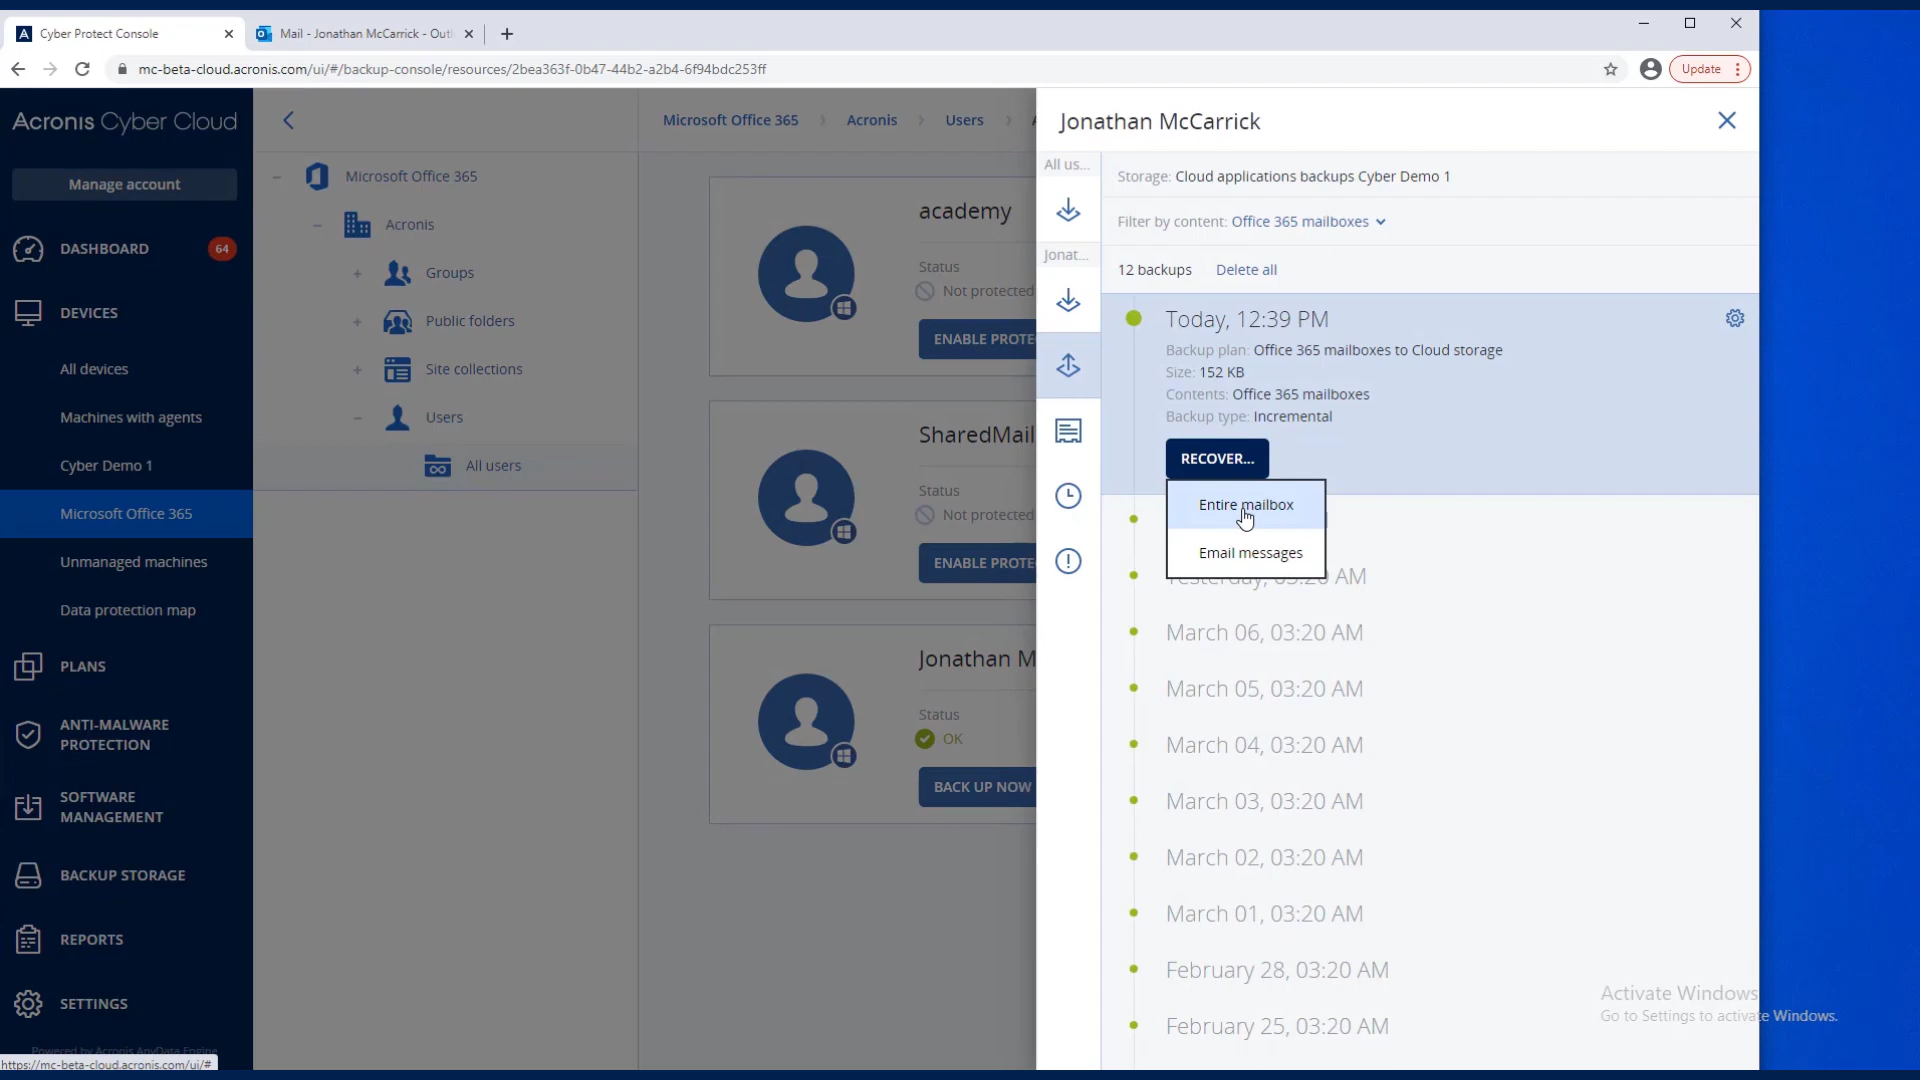 Cyber Protect Console
Mail - Jonathan McCarrick - Outl
mc-beta-cloud.acronis.com/ui/#/backup-console/resources/2bea363f-0b47-44b2-a2b4-6f94bdc253ff
Update
Acronis Cyber Cloud
Manage account
DASHBOARD
64
DEVICES
All devices
Machines with agents
Cyber Demo 1
Microsoft Office 365
Unmanaged machines
Data protection map
PLANS
ANTI-MALWARE
PROTECTION
SOFTWARE
MANAGEMENT
BACKUP STORAGE
REPORTS
SETTINGS
Powered by Acronis AnyData Engine
https://mc-beta-cloud.acronis.com/ui/#
Microsoft Office 365
Acronis
Groups
Public folders
Site collections
Users
All users
Microsoft Office 365
Acronis
Users
academy
Status
Not protected
ENABLE PROTE
SharedMail
Status
Not protected
ENABLE PROTE
Jonathan M
Status
OK
BACK UP NOW
Jonathan McCarrick
All us...
Jonat...
Storage: Cloud applications backups Cyber Demo 1
Filter by content: Office 365 mailboxes
12 backups
Delete all
Today, 12:39 PM
Backup plan: Office 365 mailboxes to Cloud storage
Size: 152 KB
Contents: Office 365 mailboxes
Backup type: Incremental
RECOVER...
Entire mailbox
Email messages
Yesterday, 03:20 AM
March 06, 03:20 AM
March 05, 03:20 AM
March 04, 03:20 AM
March 03, 03:20 AM
March 02, 03:20 AM
March 01, 03:20 AM
February 28, 03:20 AM
February 25, 03:20 AM
Activate Windows
Go to Settings to activate Windows.